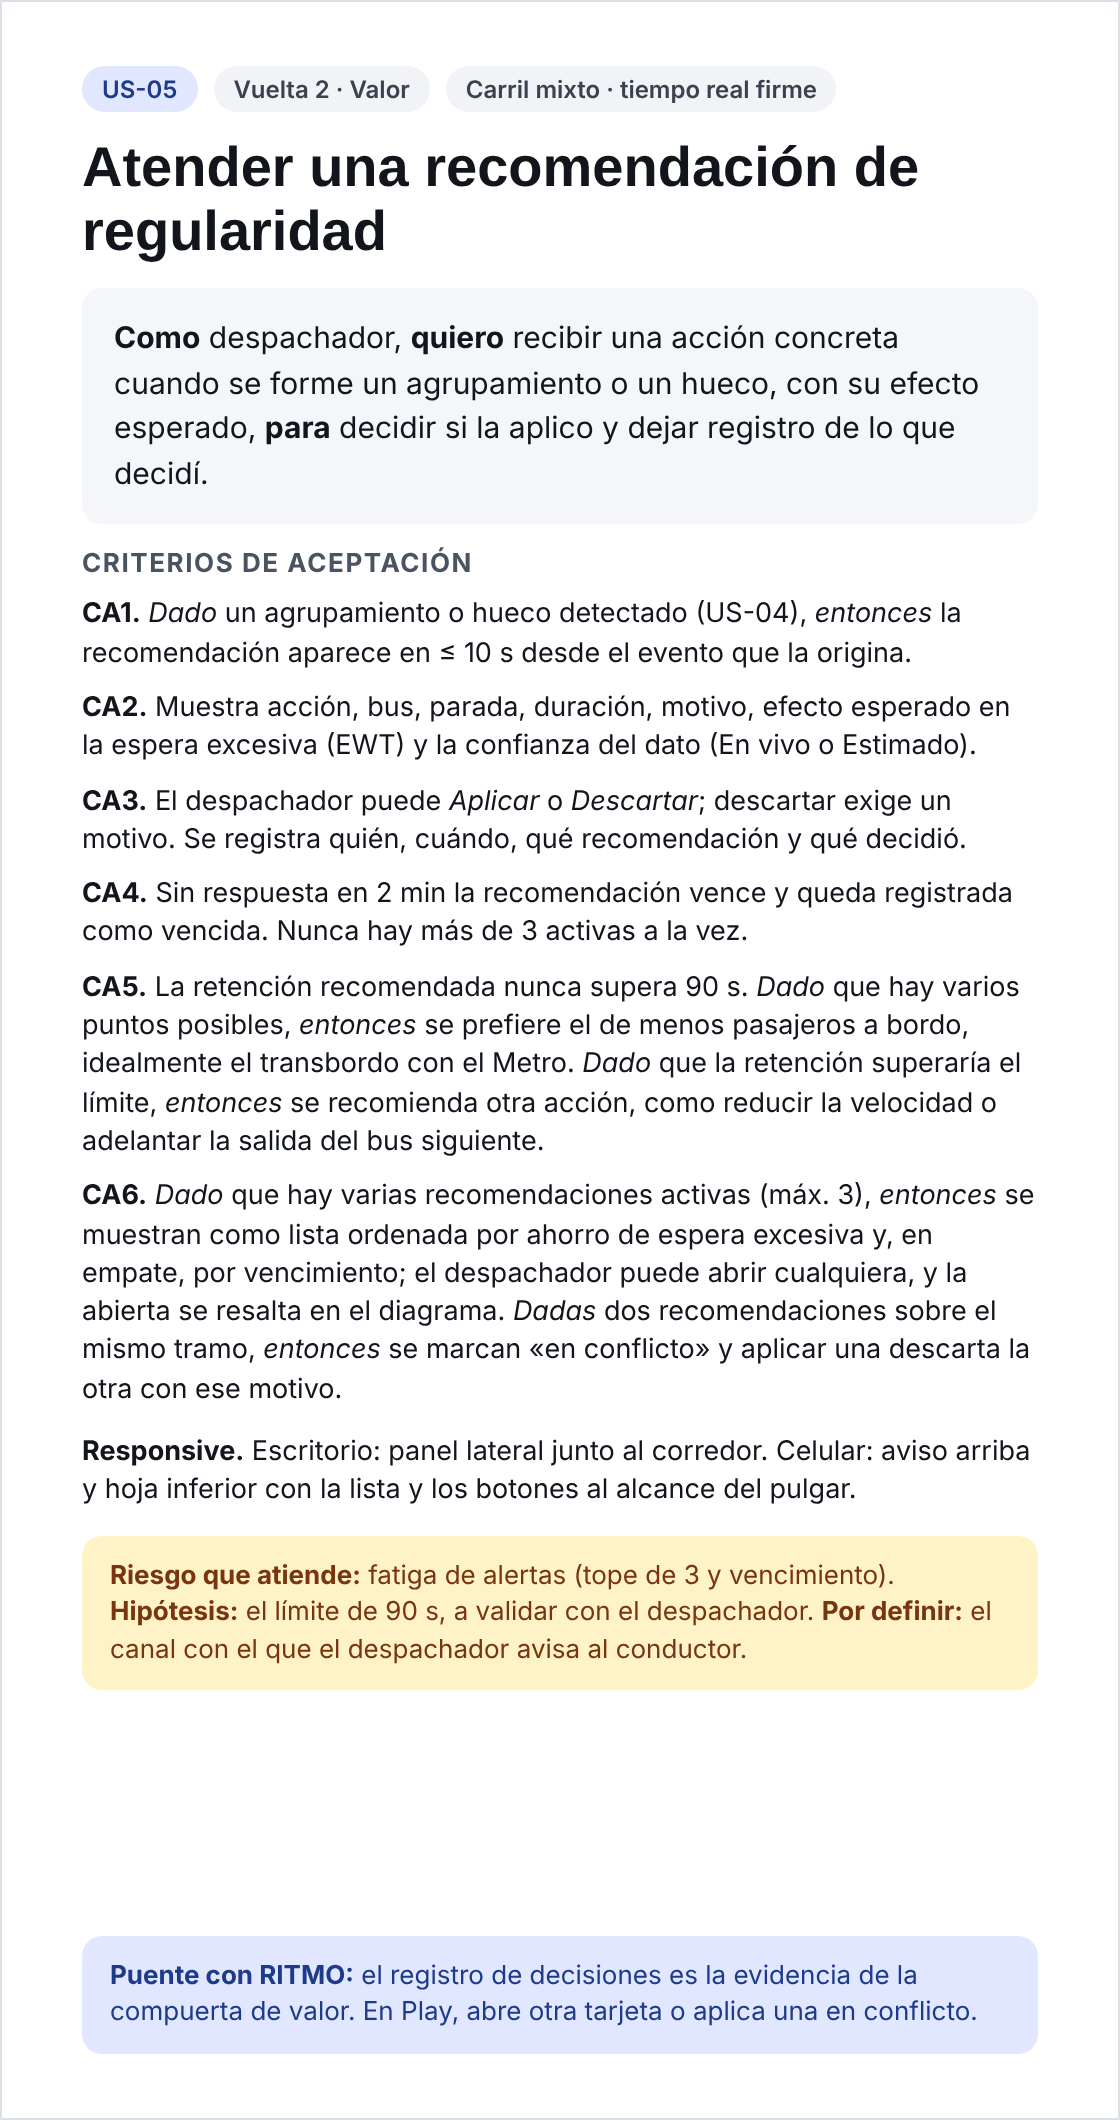 US-05
Vuelta 2 · Valor
Carril mixto · tiempo real firme
Atender una recomendación de
regularidad
Como despachador, quiero recibir una acción concreta
cuando se forme un agrupamiento o un hueco, con su efecto
esperado, para decidir si la aplico y dejar registro de lo que
decidí.
CRITERIOS DE ACEPTACIÓN
CA1. Dado un agrupamiento o hueco detectado (US-04), entonces la
recomendación aparece en ≤ 10 s desde el evento que la origina.
CA2. Muestra acción, bus, parada, duración, motivo, efecto esperado en
la espera excesiva (EWT) y la confianza del dato (En vivo o Estimado).
CA3. El despachador puede Aplicar o Descartar; descartar exige un
motivo. Se registra quién, cuándo, qué recomendación y qué decidió.
CA4. Sin respuesta en 2 min la recomendación vence y queda registrada
como vencida. Nunca hay más de 3 activas a la vez.
CA5. La retención recomendada nunca supera 90 s. Dado que hay varios
puntos posibles, entonces se prefiere el de menos pasajeros a bordo,
idealmente el transbordo con el Metro. Dado que la retención superaría el
límite, entonces se recomienda otra acción, como reducir la velocidad o
adelantar la salida del bus siguiente.
CA6. Dado que hay varias recomendaciones activas (máx. 3), entonces se
muestran como lista ordenada por ahorro de espera excesiva y, en
empate, por vencimiento; el despachador puede abrir cualquiera, y la
abierta se resalta en el diagrama. Dadas dos recomendaciones sobre el
mismo tramo, entonces se marcan «en conflicto» y aplicar una descarta la
otra con ese motivo.
Responsive. Escritorio: panel lateral junto al corredor. Celular: aviso arriba
y hoja inferior con la lista y los botones al alcance del pulgar.
Riesgo que atiende: fatiga de alertas (tope de 3 y vencimiento).
Hipótesis: el límite de 90 s, a validar con el despachador. Por definir: el
canal con el que el despachador avisa al conductor.
Puente con RITMO: el registro de decisiones es la evidencia de la
compuerta de valor. En Play, abre otra tarjeta o aplica una en conflicto.